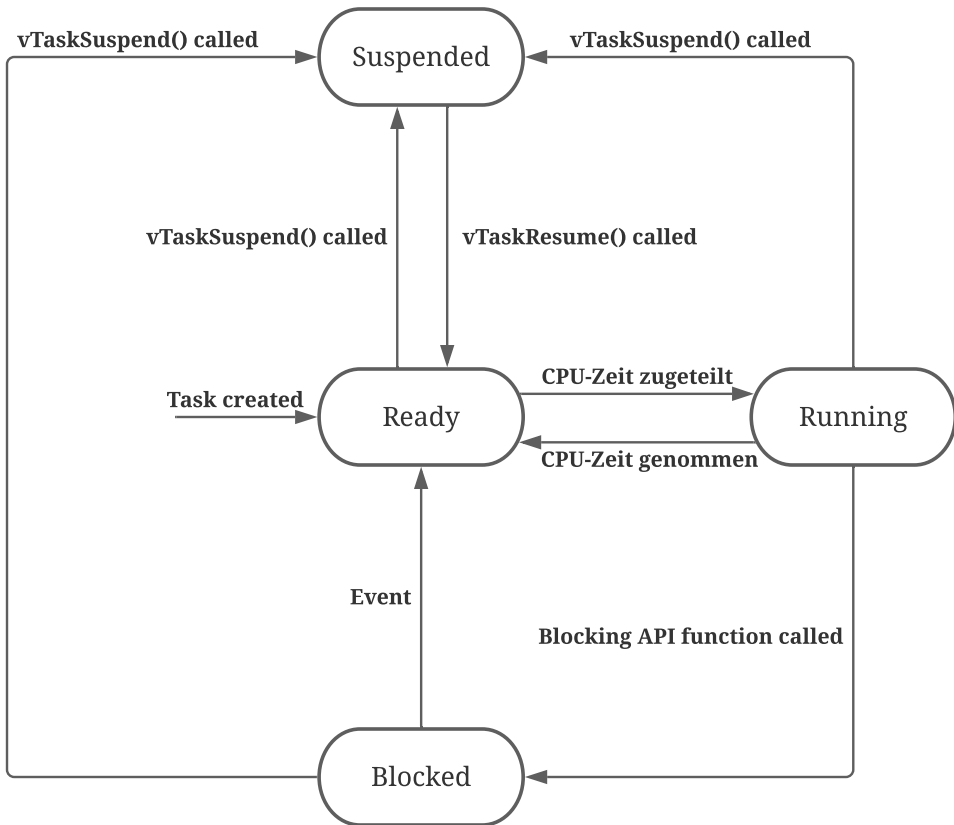 vTaskSuspend() called
vTaskSuspend() called
Suspended
vTaskSuspend() called
vTaskResume() called
Task created
CPU-Zeit zugeteilt
Ready
Running
CPU-Zeit genommen
Event
Blocking API function called
Blocked